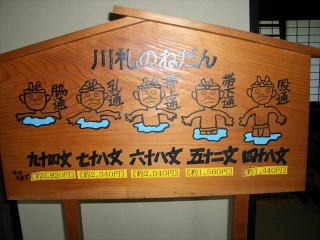 川札のねだん
脇通
乳通
帯上通
帯下通
股通
九十四文 七十八文 六十八文 五十二文 四十八文
[約2,820円] [約2,340円] [約2,040円] [約1,560円] [約1,440円]